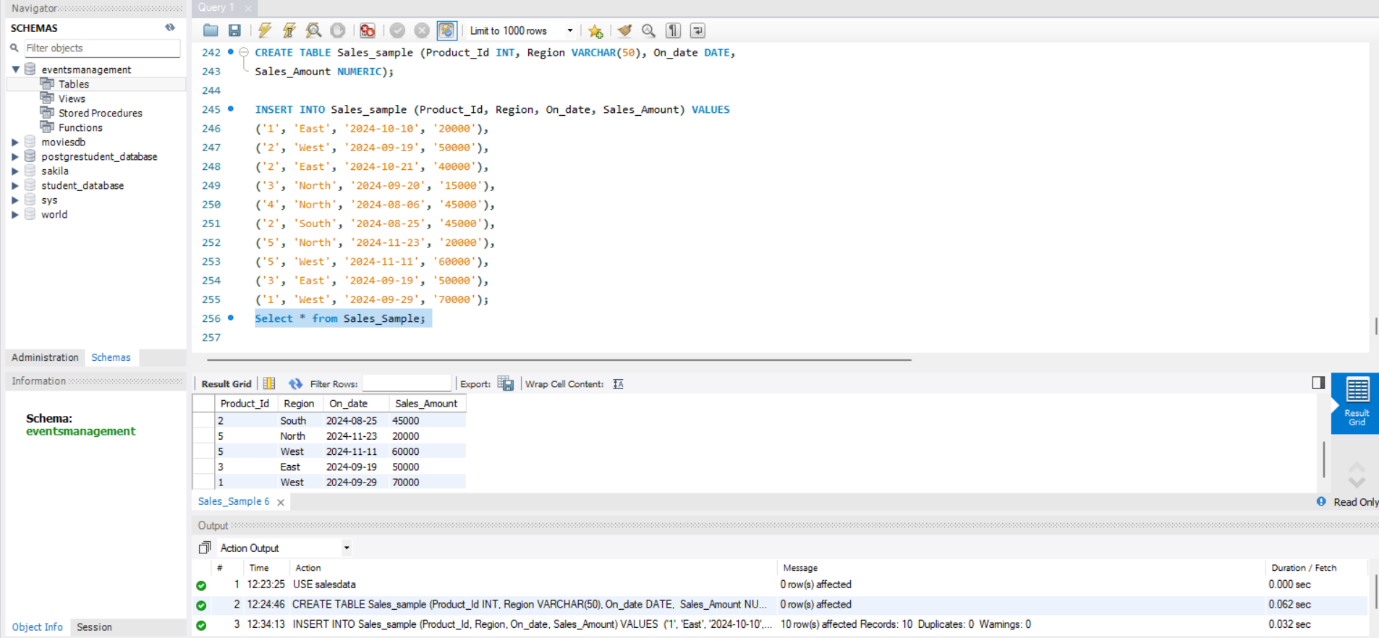 Navigator
Query 1
SCHEMAS
Filter objects
eventsmanagement
Tables
Views
Stored Procedures
Functions
moviesdb
postgrestudent_database
sakila
student_database
sys
world
Administration Schemas
Information
Schema:
eventsmanagement
Object Info Session
Limit to 1000 rows
242 CREATE TABLE Sales_sample (Product_Id INT, Region VARCHAR(50), On_date DATE,
243 Sales_Amount NUMERIC);
244
245 INSERT INTO Sales_sample (Product_Id, Region, On_date, Sales_Amount) VALUES
246 ('1', 'East', '2024-10-10', '20000'),
247 ('2', 'West', '2024-09-19', '50000'),
248 ('2', 'East', '2024-10-21', '40000'),
249 ('3', 'North', '2024-09-20', '15000'),
250 ('4', 'North', '2024-08-06', '45000'),
251 ('2', 'South', '2024-08-25', '45000'),
252 ('5', 'North', '2024-11-23', '20000'),
253 ('5', 'West', '2024-11-11', '60000'),
254 ('3', 'East', '2024-09-19', '50000'),
255 ('1', 'West', '2024-09-29', '70000');
256 Select * from Sales_Sample;
257
Result Grid Filter Rows: Export: Wrap Cell Content:
Product_Id Region On_date Sales_Amount
2 South 2024-08-25 45000
5 North 2024-11-23 20000
5 West 2024-11-11 60000
3 East 2024-09-19 50000
1 West 2024-09-29 70000
Result
Grid
Sales_Sample 6
Read Only
Output
Action Output
# Time Action Message Duration / Fetch
1 12:23:25 USE salesdata 0 row(s) affected 0.000 sec
2 12:24:46 CREATE TABLE Sales_sample (Product_Id INT, Region VARCHAR(50), On_date DATE, Sales_Amount NU... 0 row(s) affected 0.062 sec
3 12:34:13 INSERT INTO Sales_sample (Product_Id, Region, On_date, Sales_Amount) VALUES ('1', 'East', '2024-10-10',... 10 row(s) affected Records: 10 Duplicates: 0 Warnings: 0 0.032 sec